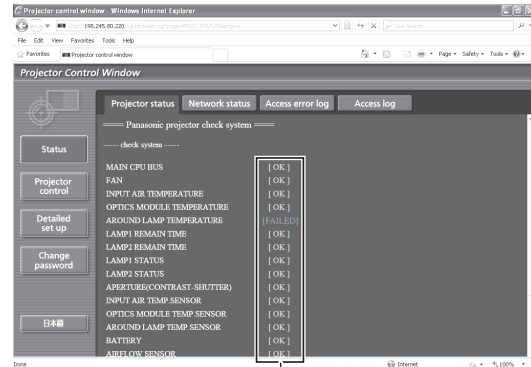 Projector control window - Windows Internet Explorer
Live Search
File Edit View Favorites Tools Help
Favorites Projector control window
Page Safety Tools
Projector Control Window
Projector status Network status Access error log Access log
Panasonic projector check system
----- check system -----
Status
Projector control
Detailed set up
Change password
日本語
MAIN CPU BUS [ OK ]
FAN [ OK ]
INPUT AIR TEMPERATURE [ OK ]
OPTICS MODULE TEMPERATURE [ OK ]
AROUND LAMP TEMPERATURE [FAILED]
LAMP1 REMAIN TIME [ OK ]
LAMP2 REMAIN TIME [ OK ]
LAMP1 STATUS [ OK ]
LAMP2 STATUS [ OK ]
APERTURE(CONTRAST-SHUTTER) [ OK ]
INPUT AIR TEMP.SENSOR [ OK ]
OPTICS MODULE TEMP.SENSOR [ OK ]
AROUND LAMP TEMP.SENSOR [ OK ]
BATTERY [ OK ]
AIRFLOW SENSOR [ OK ]
Done Internet 100%